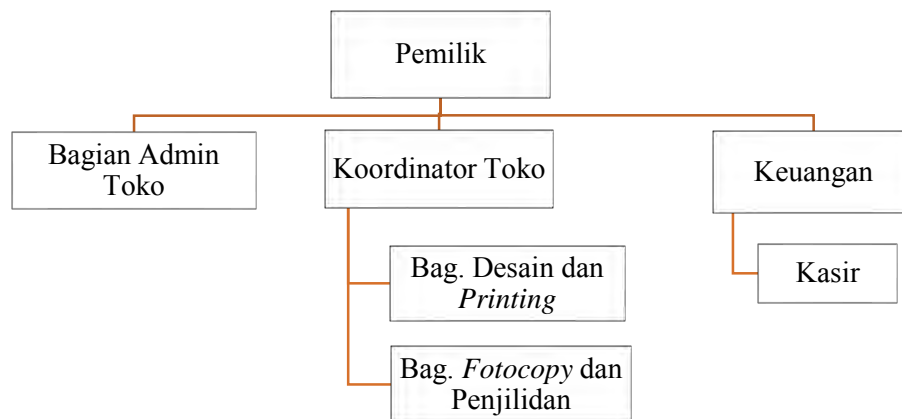 Pemilik
Bagian Admin
Toko
Koordinator Toko
Keuangan
Bag. Desain dan
Printing
Kasir
Bag. Fotocopy dan
Penjilidan